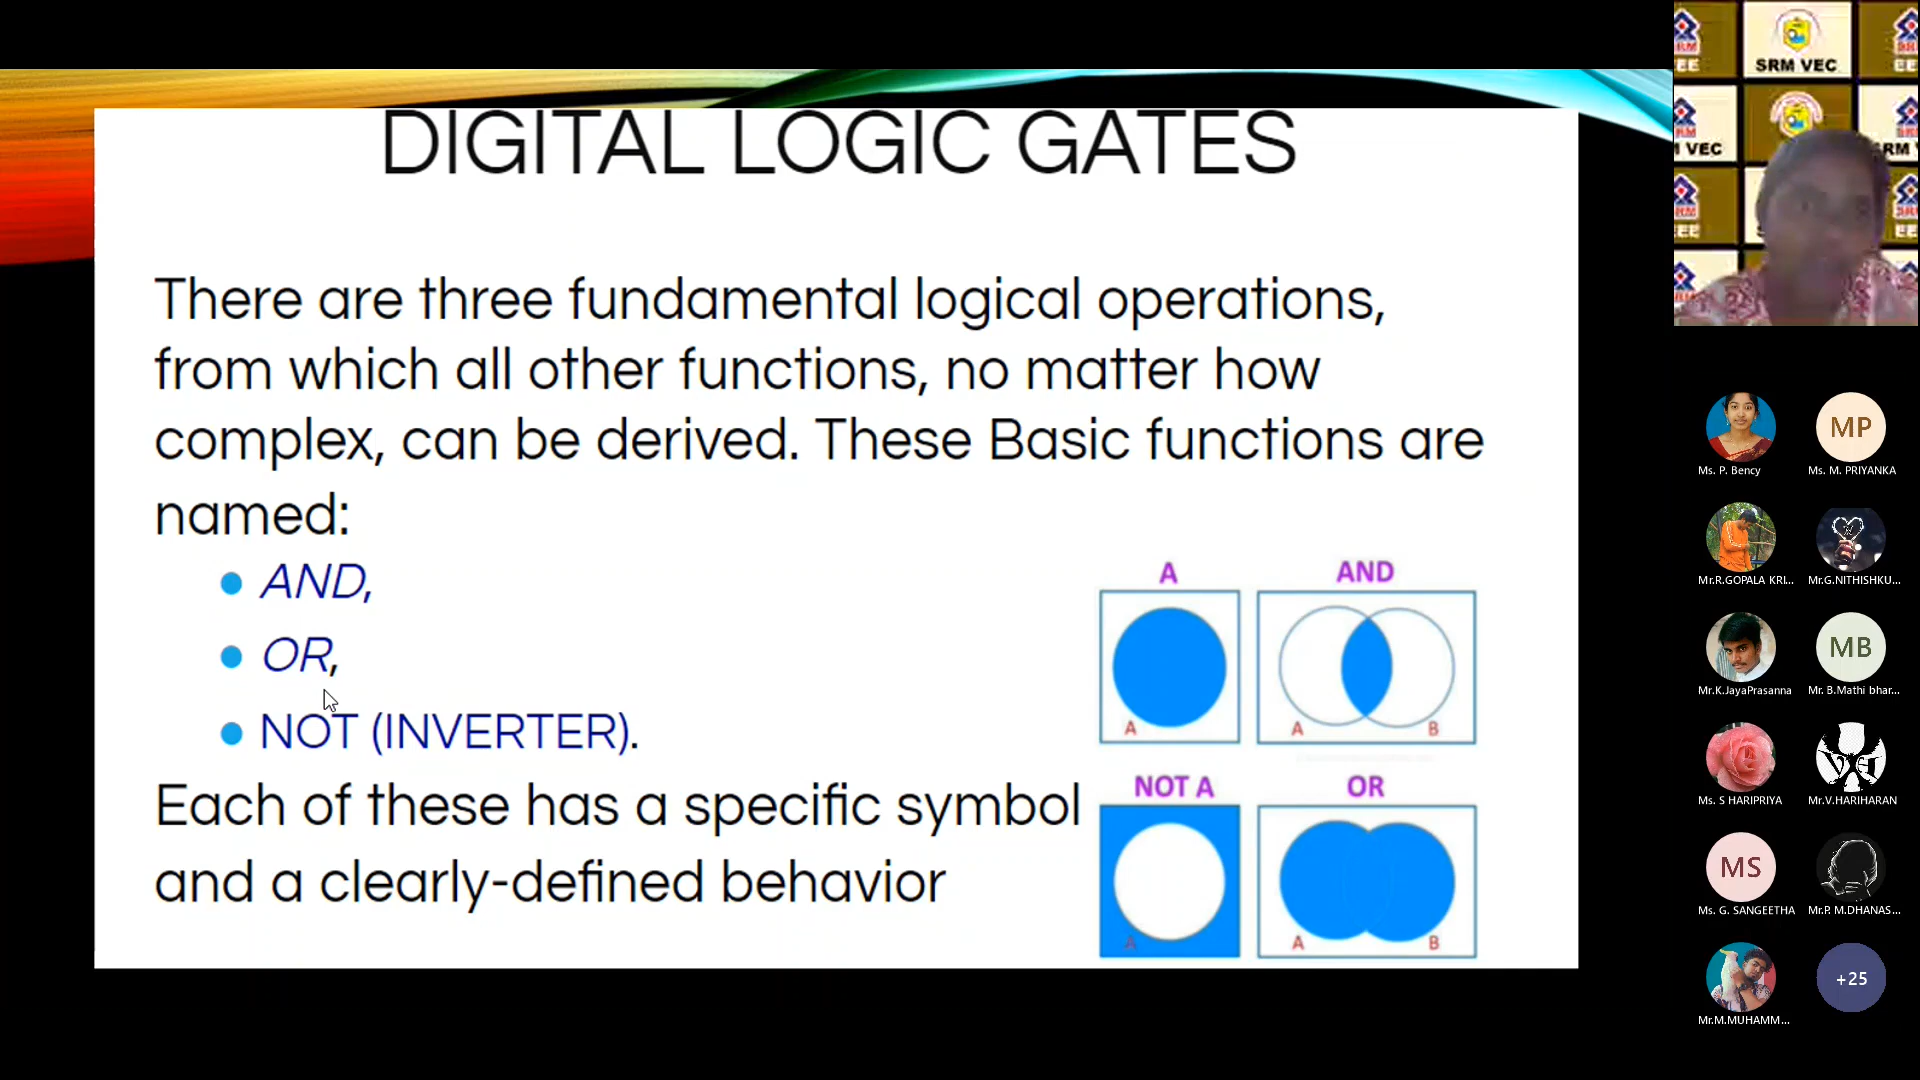 DIGITAL LOGIC GATES
There are three fundamental logical operations,
from which all other functions, no matter how
complex, can be derived. These Basic functions are
named:
AND,
OR,
NOT (INVERTER).
Each of these has a specific symbol
and a clearly-defined behavior
A
AND
A
A
B
NOT A
OR
A
A
B
SRM VEC
VEC
Ms. P. Bency
MP
Ms. M. PRIYANKA
Mr.R.GOPALA KRI...
Mr.G.NITHISHKU...
Mr.K.JayaPrasanna
MB
Mr. B.Mathi bhar...
Ms. S HARIPRIYA
Mr.V.HARIHARAN
MS
Ms. G. SANGEETHA
Mr.P. M.DHANAS...
Mr.M.MUHAMM...
+25